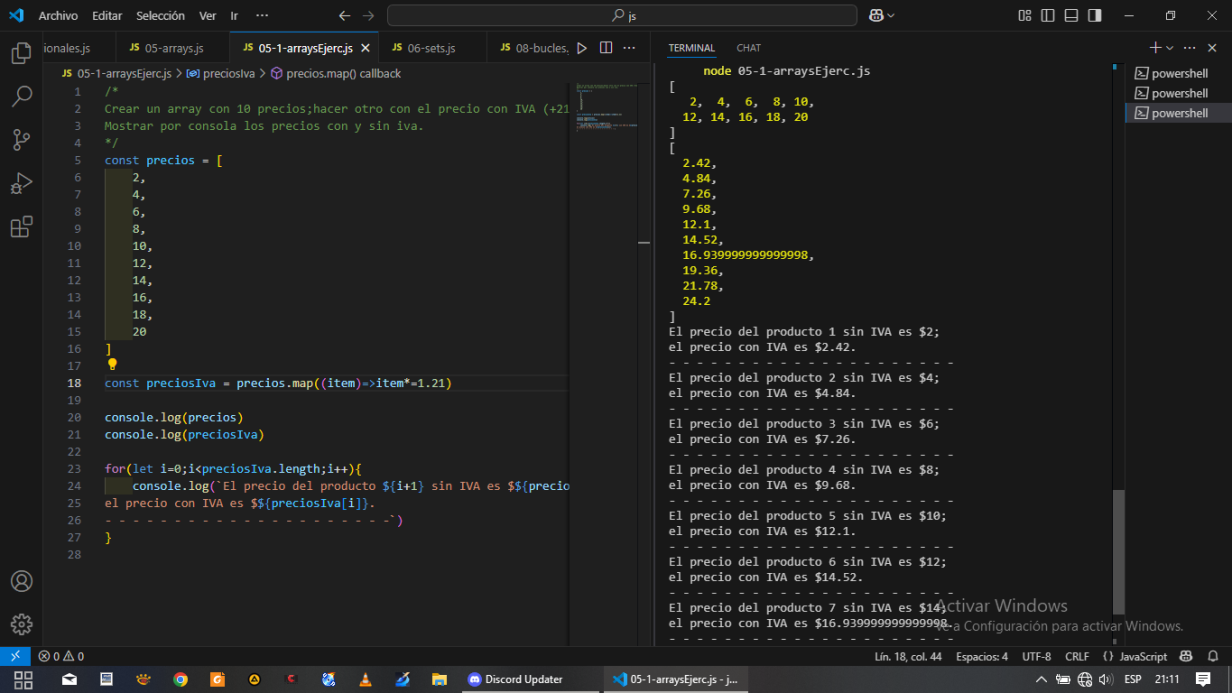 Archivo Editar Selección Ver Ir ··· js
ionales.js JS 05-arrays.js JS 05-1-arraysEjerc.js JS 06-sets.js JS 08-bucles.
JS 05-1-arraysEjerc.js > preciosIva > precios.map() callback
1 /*
2 Crear un array con 10 precios;hacer otro con el precio con IVA (+21
3 Mostrar por consola los precios con y sin iva.
4 */
5 const precios = [
6 2,
7 4,
8 6,
9 8,
10 10,
11 12,
12 14,
13 16,
14 18,
15 20
16 ]
17
18 const preciosIva = precios.map((item)=>item*=1.21)
19
20 console.log(precios)
21 console.log(preciosIva)
22
23 for(let i=0;i<preciosIva.length;i++){
24 console.log(`El precio del producto ${i+1} sin IVA es $${precio
25 el precio con IVA es $${preciosIva[i]}.
26 - - - - - - - - - - - - - - - - - - - - -`)
27 }
28
TERMINAL CHAT
node 05-1-arraysEjerc.js
[
2, 4, 6, 8, 10,
12, 14, 16, 18, 20
]
[
2.42,
4.84,
7.26,
9.68,
12.1,
14.52,
16.939999999999998,
19.36,
21.78,
24.2
]
El precio del producto 1 sin IVA es $2;
el precio con IVA es $2.42.
- - - - - - - - - - - - - - - - - - - - -
El precio del producto 2 sin IVA es $4;
el precio con IVA es $4.84.
- - - - - - - - - - - - - - - - - - - - -
El precio del producto 3 sin IVA es $6;
el precio con IVA es $7.26.
- - - - - - - - - - - - - - - - - - - - -
El precio del producto 4 sin IVA es $8;
el precio con IVA es $9.68.
- - - - - - - - - - - - - - - - - - - - -
El precio del producto 5 sin IVA es $10;
el precio con IVA es $12.1.
- - - - - - - - - - - - - - - - - - - - -
El precio del producto 6 sin IVA es $12;
el precio con IVA es $14.52.
- - - - - - - - - - - - - - - - - - - - -
El precio del producto 7 sin IVA es $14;
el precio con IVA es $16.939999999999998.
- - - - - - - - - - - - - - - - - - - - -
powershell
powershell
powershell
Activar Windows
Ve a Configuración para activar Windows.
0 0 Lín. 18, col. 44 Espacios: 4 UTF-8 CRLF {} JavaScript
Discord Updater 05-1-arraysEjerc.js - j... ESP 21:11